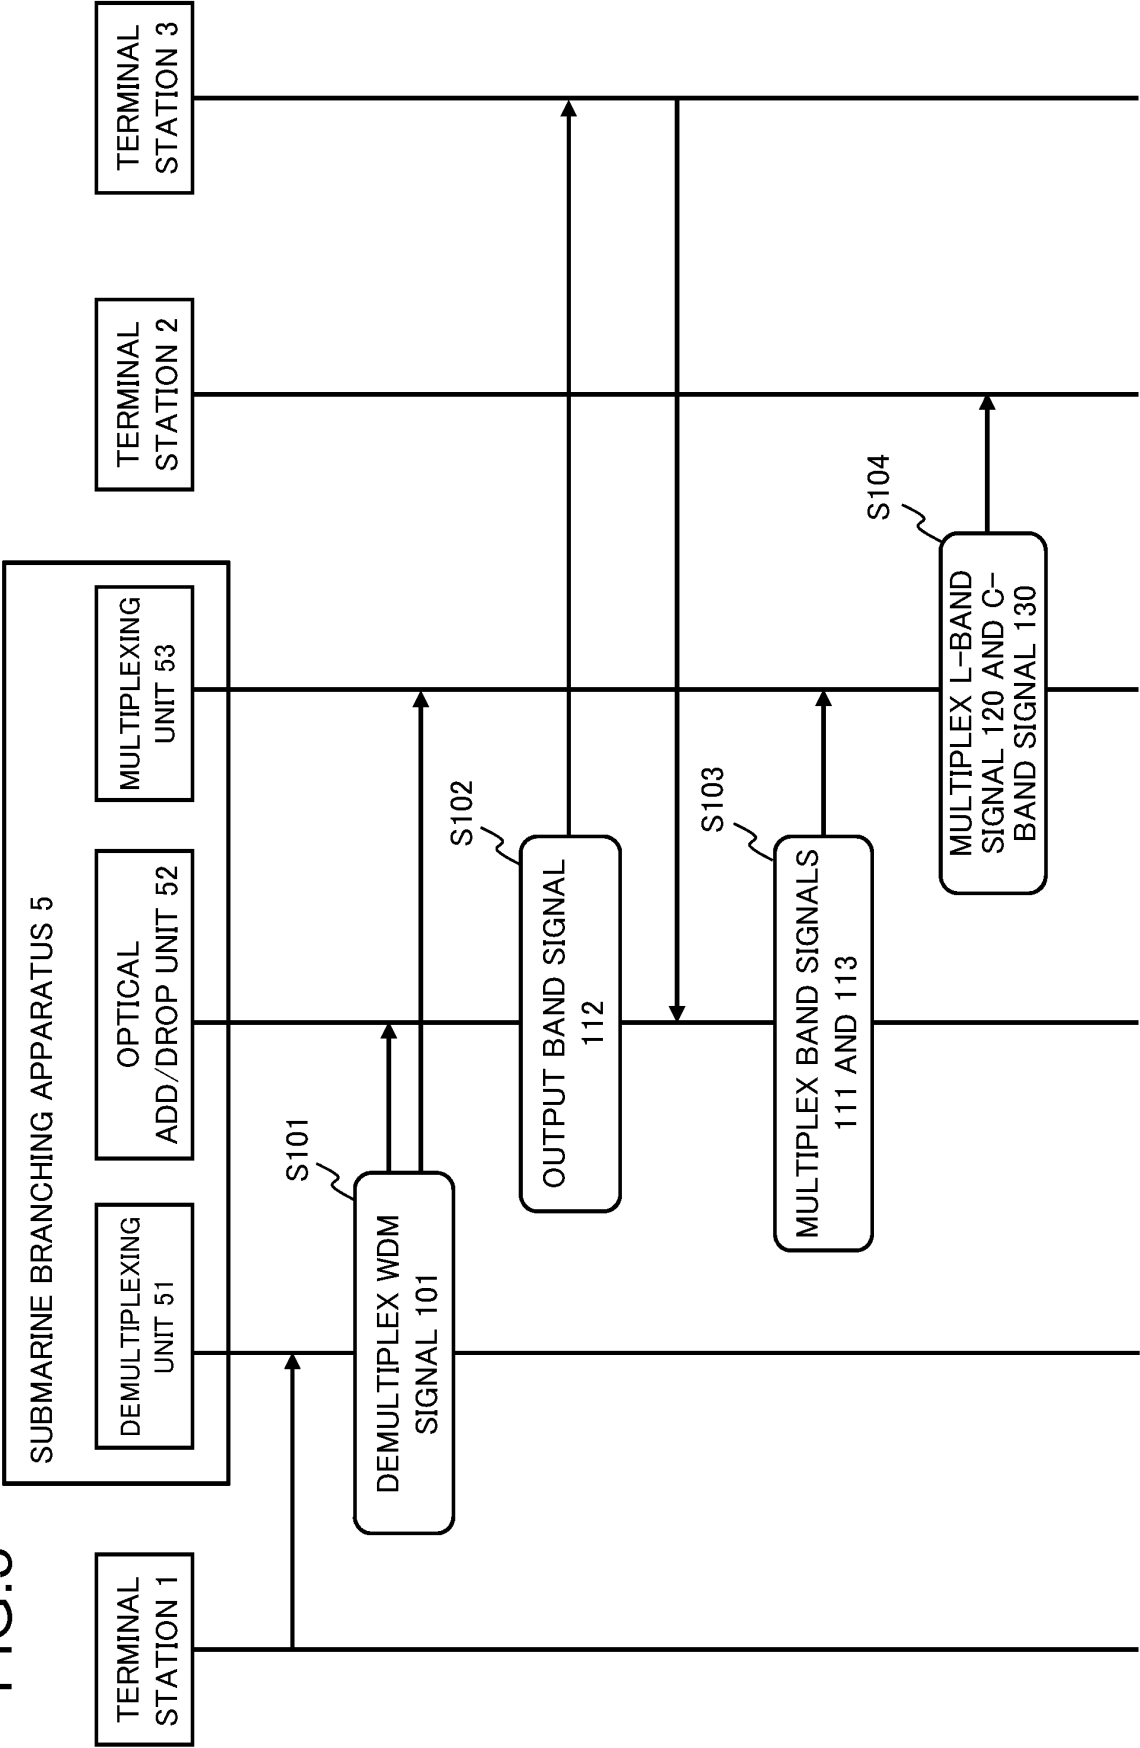 SUBMARINE BRANCHING APPARATUS 5
TERMINAL
STATION 1
DEMULTIPLEXING
UNIT 51
OPTICAL
ADD/DROP UNIT 52
MULTIPLEXING
UNIT 53
TERMINAL
STATION 2
TERMINAL
STATION 3
S101
DEMULTIPLEX WDM
SIGNAL 101
S102
OUTPUT BAND SIGNAL
112
S103
MULTIPLEX BAND SIGNALS
111 AND 113
S104
MULTIPLEX L-BAND
SIGNAL 120 AND C-
BAND SIGNAL 130